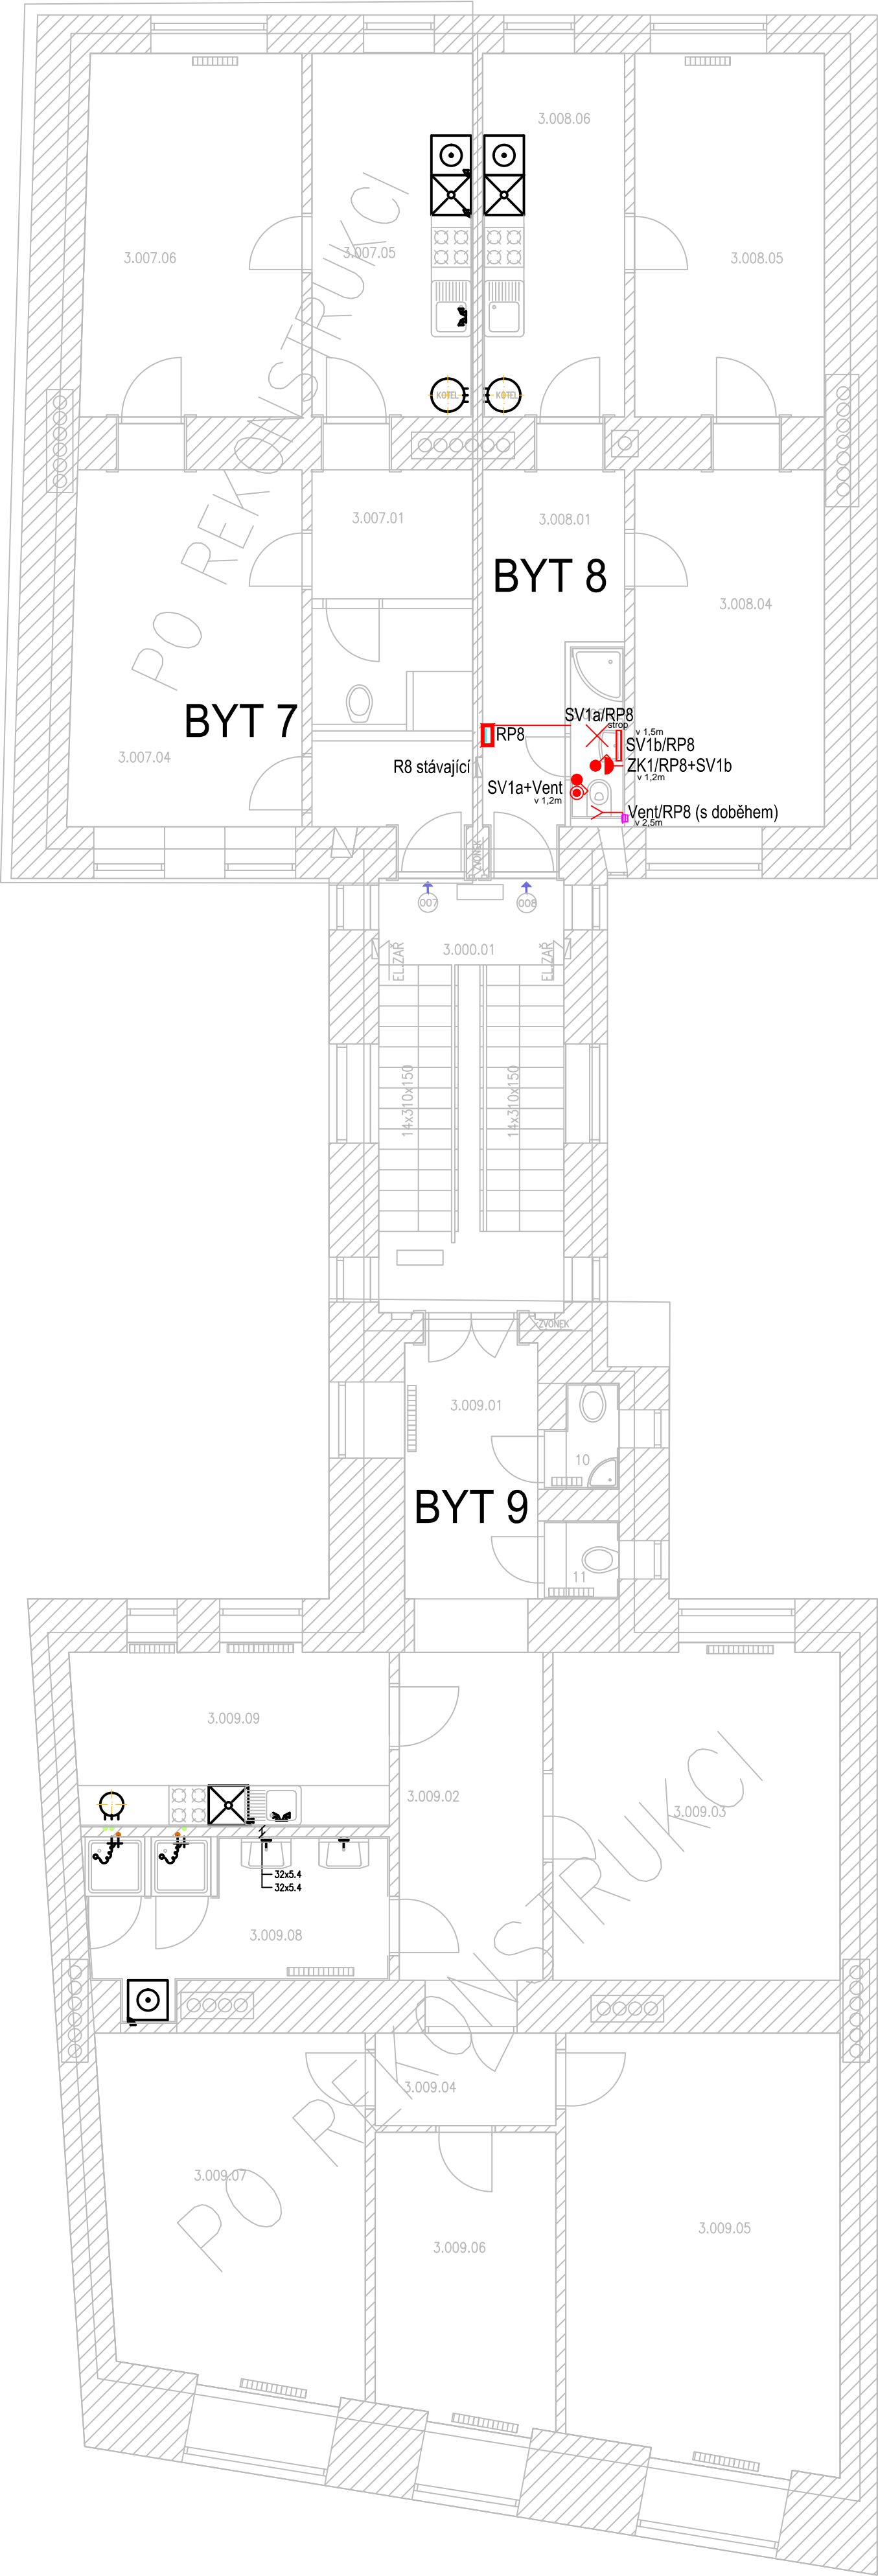 3.008.06
3.007.06
3.007.05
3.008.05
PO REKONSTRUKCI
KOTEL
KOTEL
3.007.01
3.008.01
BYT 8
3.008.04
BYT 7
SV1a/RP8
strop
RP8
v 1,5m
SV1b/RP8
3.007.04
R8 stávající
ZK1/RP8+SV1b
v 1,2m
SV1a+Vent
v 1,2m
Vent/RP8 (s doběhem)
v 2,5m
ZVONEK
007
008
3.000.01
EL.ZAŘ
EL.ZAŘ
14x310x150
14x310x150
ZVONEK
3.009.01
10
BYT 9
11
3.009.09
3.009.02
3.009.03
PO REKONSTRUKCI
32x5.4
32x5.4
3.009.08
3.009.04
3.009.07
3.009.05
3.009.06